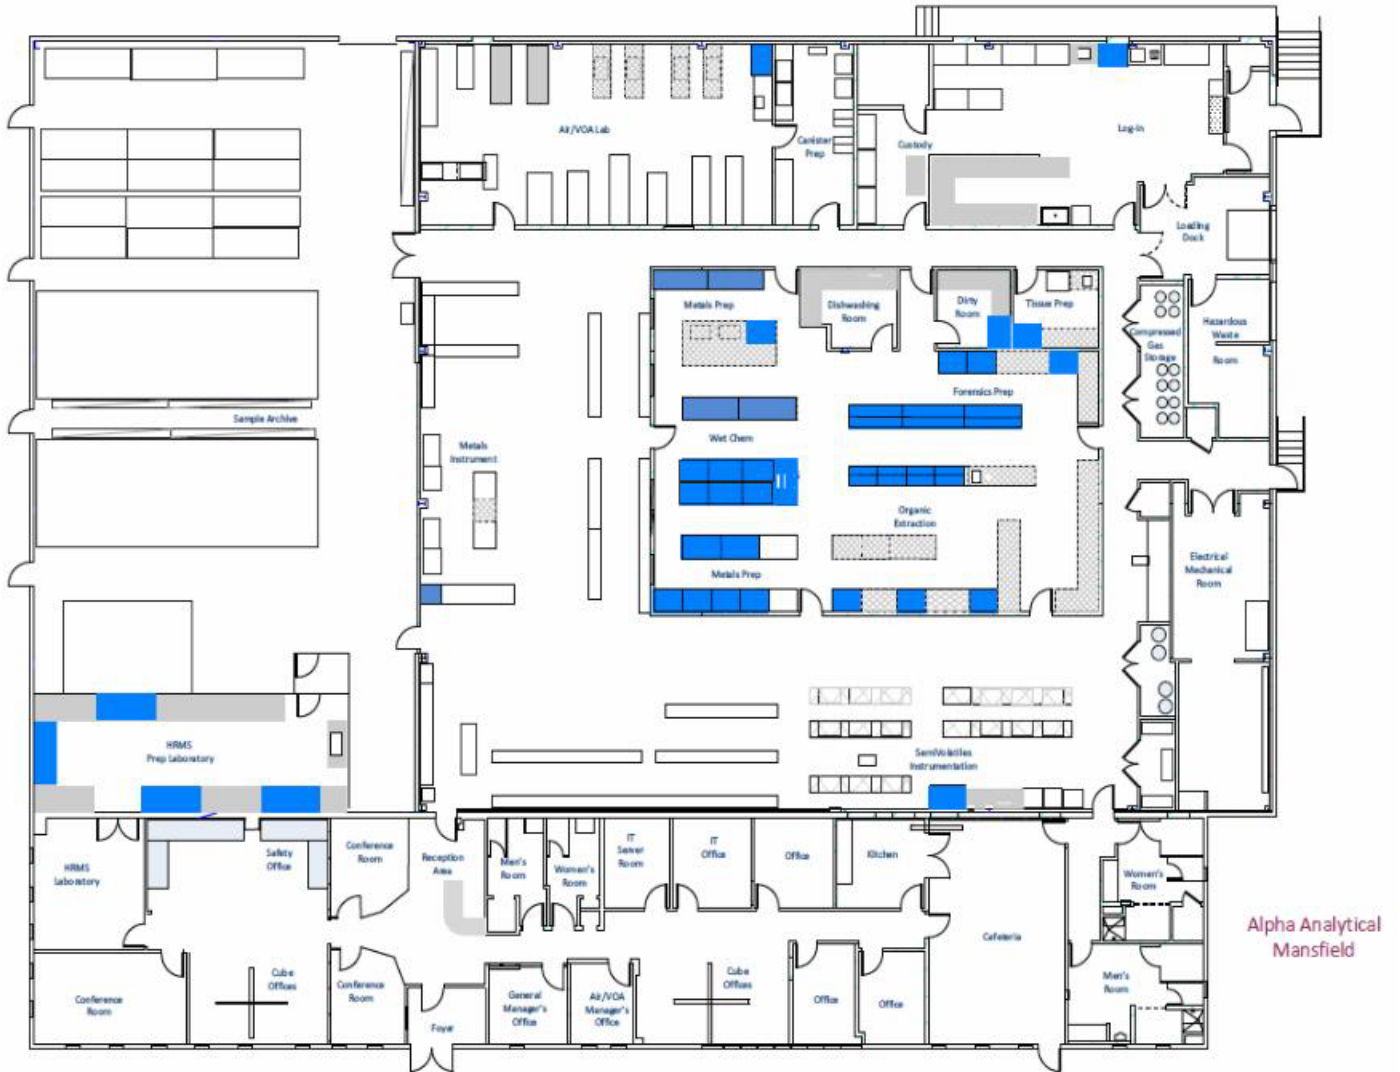 Air/VOA Lab
Canister
Prep
Custody
Log-in
Loading
Dock
Metals Prep
Dishwashing
Room
Dirty
Room
Tissue Prep
Compressed
Gas
Storage
Hazardous
Waste
Room
Forensics Prep
Sample Archive
Metals
Instrument
Wet Chem
Organic
Extraction
Metals Prep
Electrical
Mechanical
Room
HRMS
Prep Laboratory
SemiVolatiles
Instrumentation
HRMS
Laboratory
Safety
Office
Conference
Room
Reception
Area
Men's
Room
Women's
Room
IT
Server
Room
IT
Office
Office
Kitchen
Women's
Room
Cafeteria
Alpha Analytical
Mansfield
Conference
Room
Cube
Offices
Conference
Room
Foyer
General
Manager's
Office
Air/VOA
Manager's
Office
Cube
Offices
Office
Office
Men's
Room